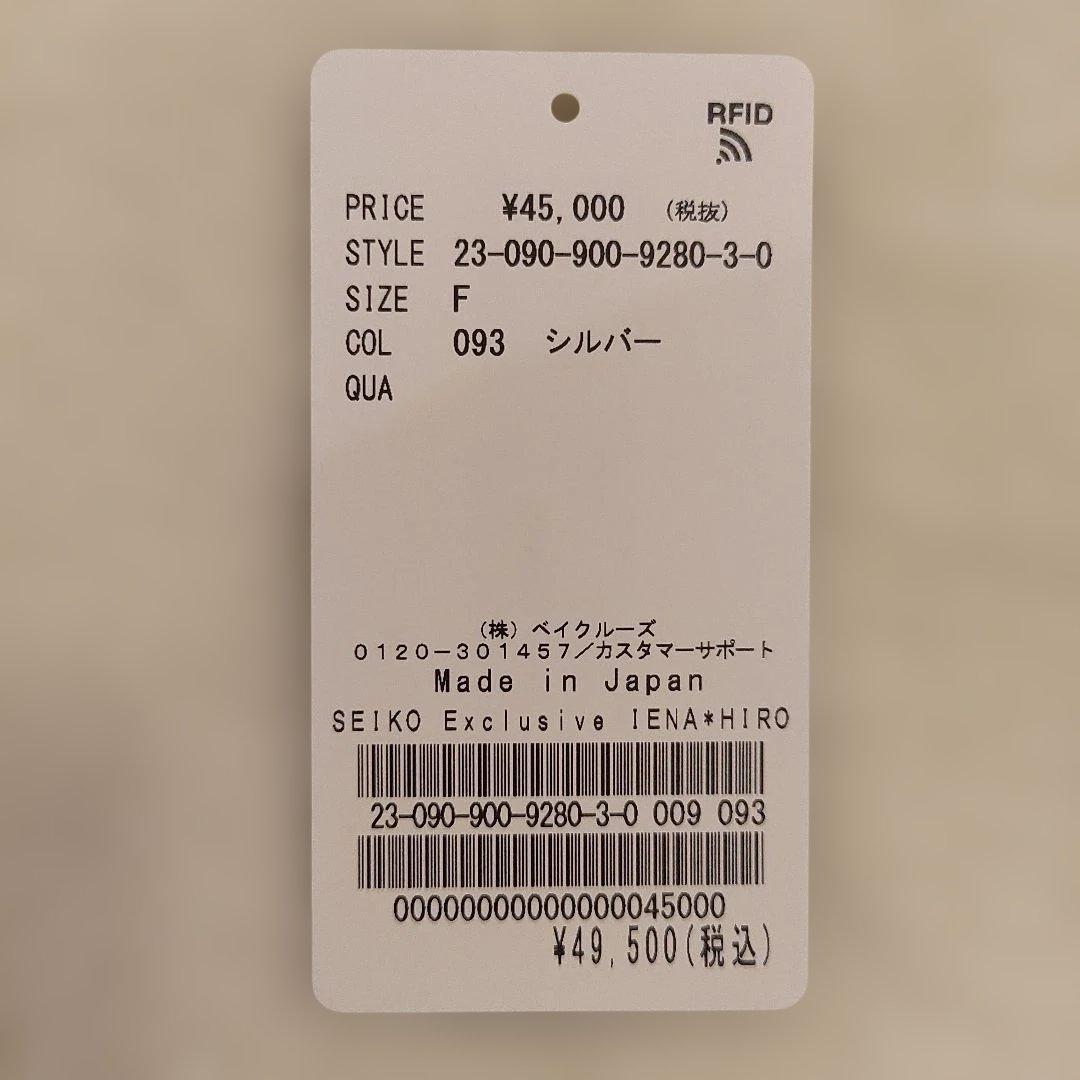 RFID
PRICE ¥45,000 (税抜)
STYLE 23-090-900-9280-3-0
SIZE F
COL 093 シルバー
QUA
(株) ベイクルーズ
0120-301457/カスタマーサポート
Made in Japan
SEIKO Exclusive IENA*HIRO
23-090-900-9280-3-0 009 093
00000000000000045000
¥49,500(税込)